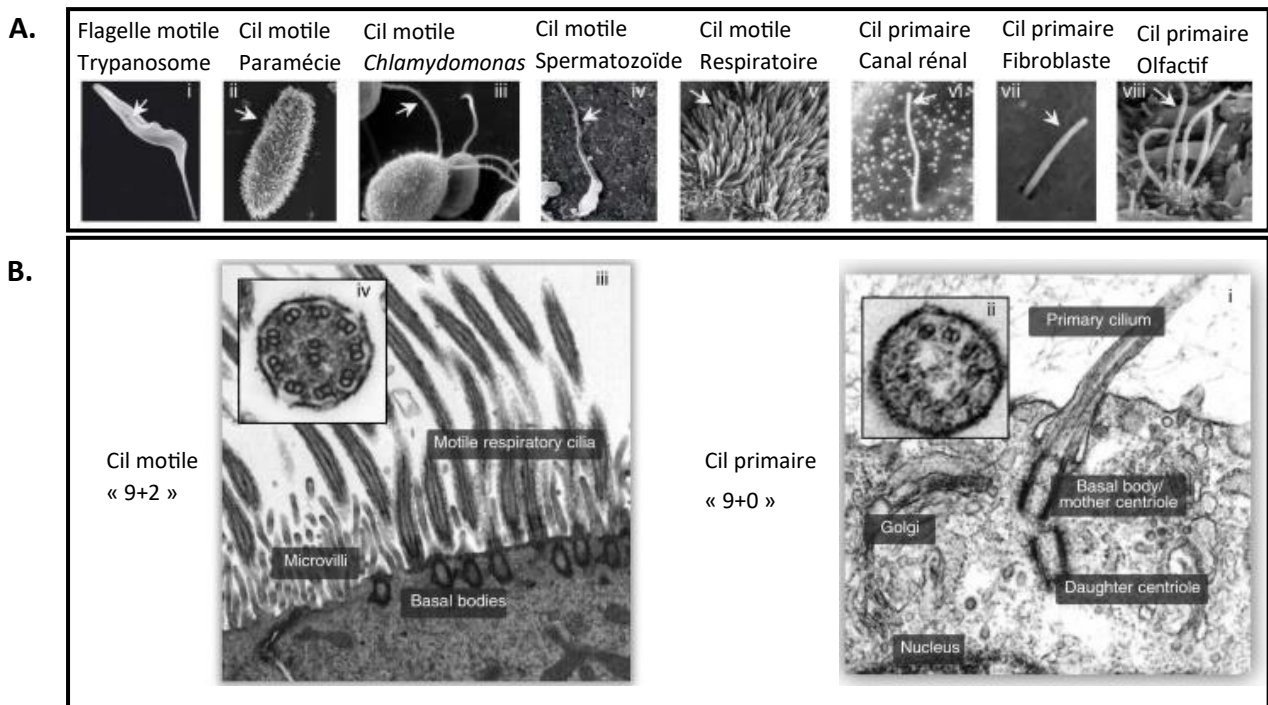 A.
Flagelle motile
Trypanosome
Cil motile
Paramécie
Cil motile
Chlamydomonas
Cil motile
Spermatozoïde
Cil motile
Respiratoire
Cil primaire
Canal rénal
Cil primaire
Fibroblaste
Cil primaire
Olfactif
i
ii
iii
iv
v
vi
vii
viii
B.
Cil motile
« 9+2 »
iv
iii
Motile respiratory cilia
Microvilli
Basal bodies
Cil primaire
« 9+0 »
ii
i
Primary cilium
Basal body/
mother centriole
Golgi
Daughter centriole
Nucleus